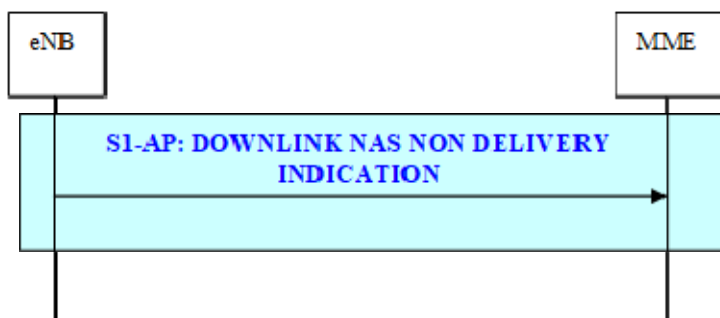 eNB
MME
S1-AP: DOWNLINK NAS NON DELIVERY
INDICATION